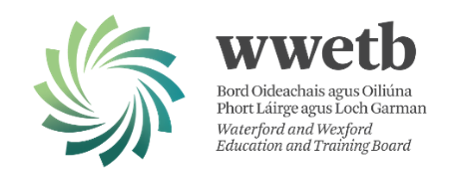 wwetb
Bord Oideachais agus Oiliúna
Phort Láirge agus Loch Garman
Waterford and Wexford
Education and Training Board